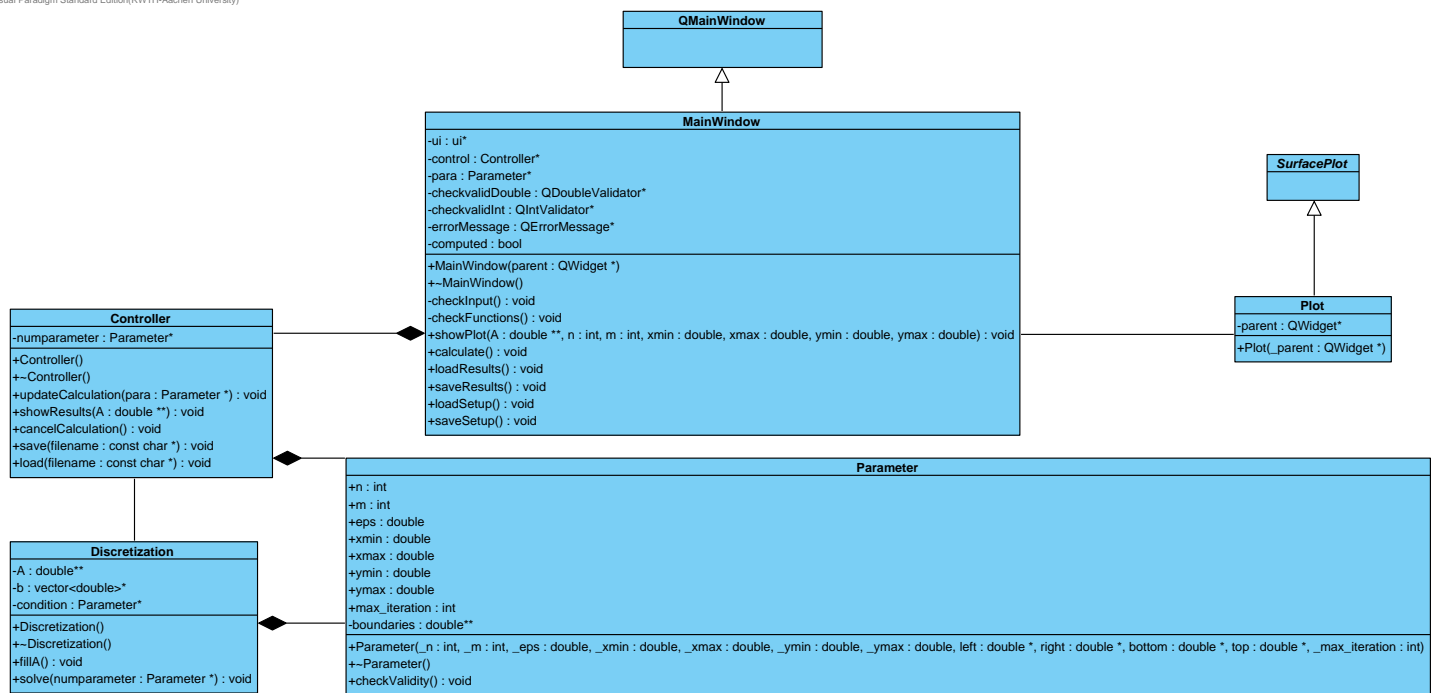 Paradigm Standard Edition(RWTH-Aachen University)
QMainWindow
MainWindow
-ui : ui*
-control : Controller*
-para : Parameter*
-checkvalidDouble : QDoubleValidator*
-checkvalidInt : QIntValidator*
-errorMessage : QErrorMessage*
-computed : bool
+MainWindow(parent : QWidget *)
+~MainWindow()
-checkInput() : void
-checkFunctions() : void
+showPlot(A : double **, n : int, m : int, xmin : double, xmax : double, ymin : double, ymax : double) : void
+calculate() : void
+loadResults() : void
+saveResults() : void
+loadSetup() : void
+saveSetup() : void
SurfacePlot
Plot
-parent : QWidget*
+Plot(_parent : QWidget *)
Controller
-numparameter : Parameter*
+Controller()
+~Controller()
+updateCalculation(para : Parameter *) : void
+showResults(A : double **) : void
+cancelCalculation() : void
+save(filename : const char *) : void
+load(filename : const char *) : void
Discretization
-A : double**
-b : vector<double>*
-condition : Parameter*
+Discretization()
+~Discretization()
+fillA() : void
+solve(numparameter : Parameter *) : void
Parameter
+n : int
+m : int
+eps : double
+xmin : double
+xmax : double
+ymin : double
+ymax : double
+max_iteration : int
-boundaries : double**
+Parameter(_n : int, _m : int, _eps : double, _xmin : double, _xmax : double, _ymin : double, _ymax : double, left : double *, right : double *, bottom : double *, top : double *, _max_iteration : int)
+~Parameter()
+checkValidity() : void